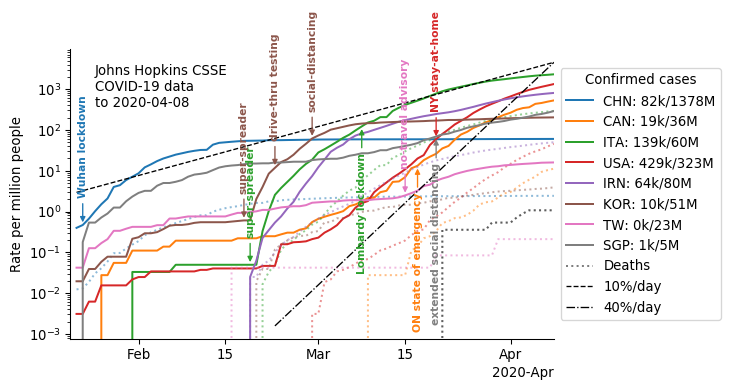 Johns Hopkins CSSE
COVID-19 data
to 2020-04-08
Rate per million people
10³
10²
10¹
10⁰
10⁻¹
10⁻²
10⁻³
Wuhan lockdown
super-spreader
super-spreader
drive-thru testing
social-distancing
Lombardy lockdown
no-travel advisory
ON state of emergency
NY stay-at-home
extended social distancing
Feb
15
Mar
15
Apr
2020-Apr
Confirmed cases
CHN: 82k/1378M
CAN: 19k/36M
ITA: 139k/60M
USA: 429k/323M
IRN: 64k/80M
KOR: 10k/51M
TW: 0k/23M
SGP: 1k/5M
Deaths
10%/day
40%/day